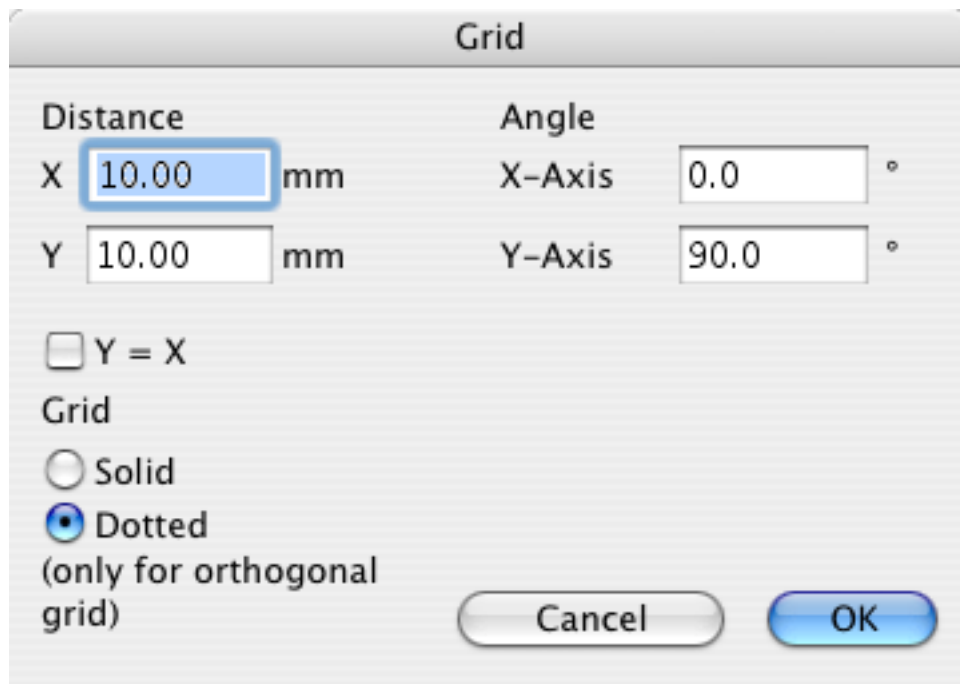 Grid
Distance
X 10.00 mm
Y 10.00 mm
Angle
X-Axis 0.0 °
Y-Axis 90.0 °
Y = X
Grid
Solid
Dotted
(only for orthogonal
grid)
Cancel
OK